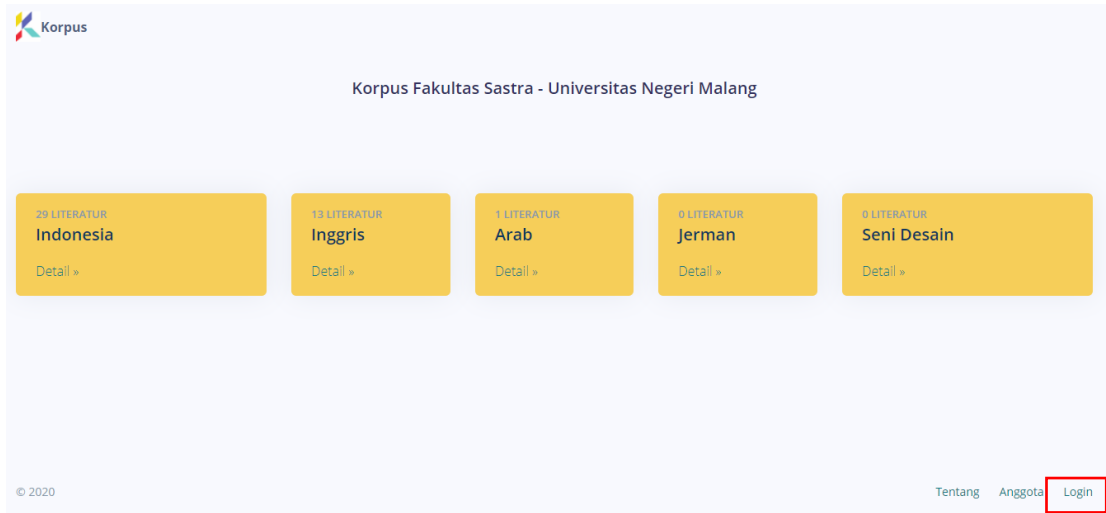 Korpus
Korpus Fakultas Sastra - Universitas Negeri Malang
29 LITERATUR
Indonesia
Detail »
13 LITERATUR
Inggris
Detail »
1 LITERATUR
Arab
Detail »
0 LITERATUR
Jerman
Detail »
0 LITERATUR
Seni Desain
Detail »
© 2020
Tentang Anggota Login